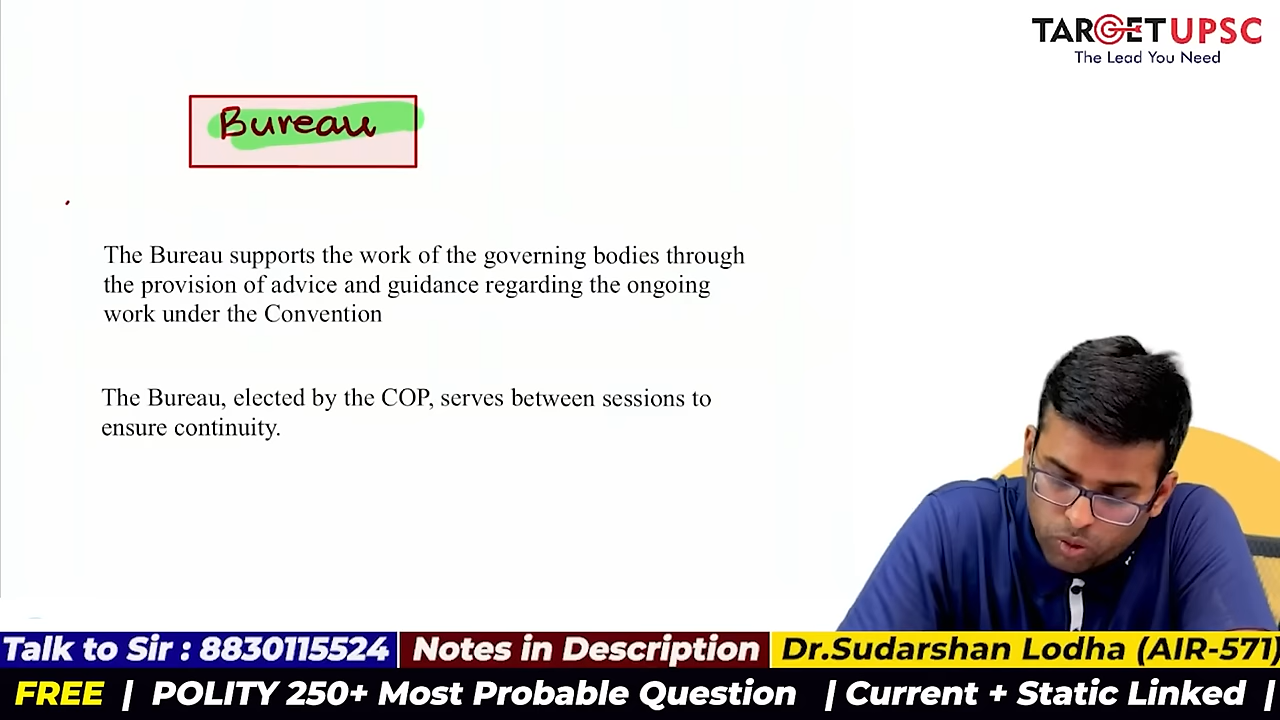 TARGET UPSC
The Lead You Need
Bureau
The Bureau supports the work of the governing bodies through
the provision of advice and guidance regarding the ongoing
work under the Convention
The Bureau, elected by the COP, serves between sessions to
ensure continuity.
Talk to Sir : 8830115524 Notes in Description Dr.Sudarshan Lodha (AIR-571)
FREE | POLITY 250+ Most Probable Question | Current + Static Linked |